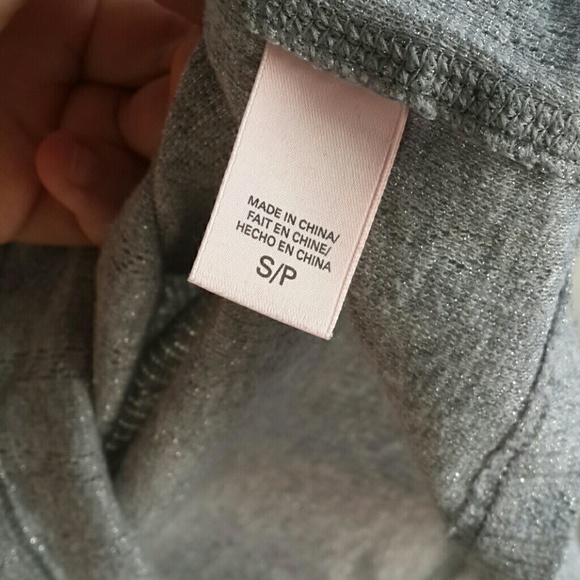 MADE IN CHINA/
FAIT EN CHINE/
HECHO EN CHINA
S/P